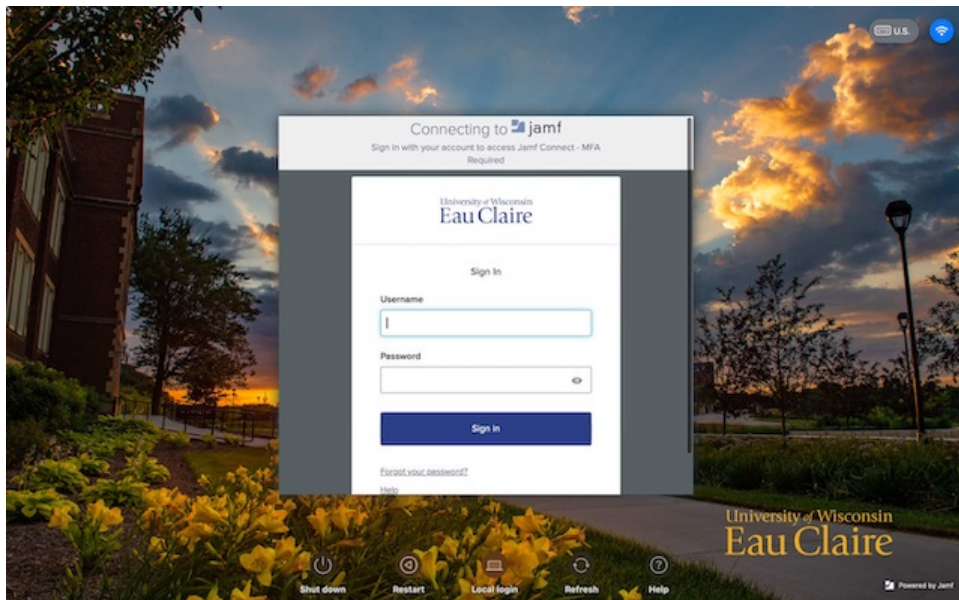 U.S.
Connecting to jamf
Sign in with your account to access Jamf Connect - MFA
Required
University of Wisconsin
Eau Claire
Sign In
Username
Password
Sign in
Forgot your password?
Help
University of Wisconsin
Eau Claire
Shut down
Restart
Local login
Refresh
Help
Powered by Jamf